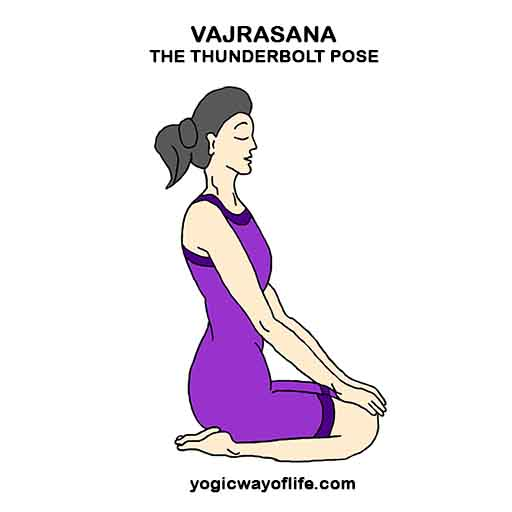 VAJRASANA
THE THUNDERBOLT POSE
yogicwayoflife.com